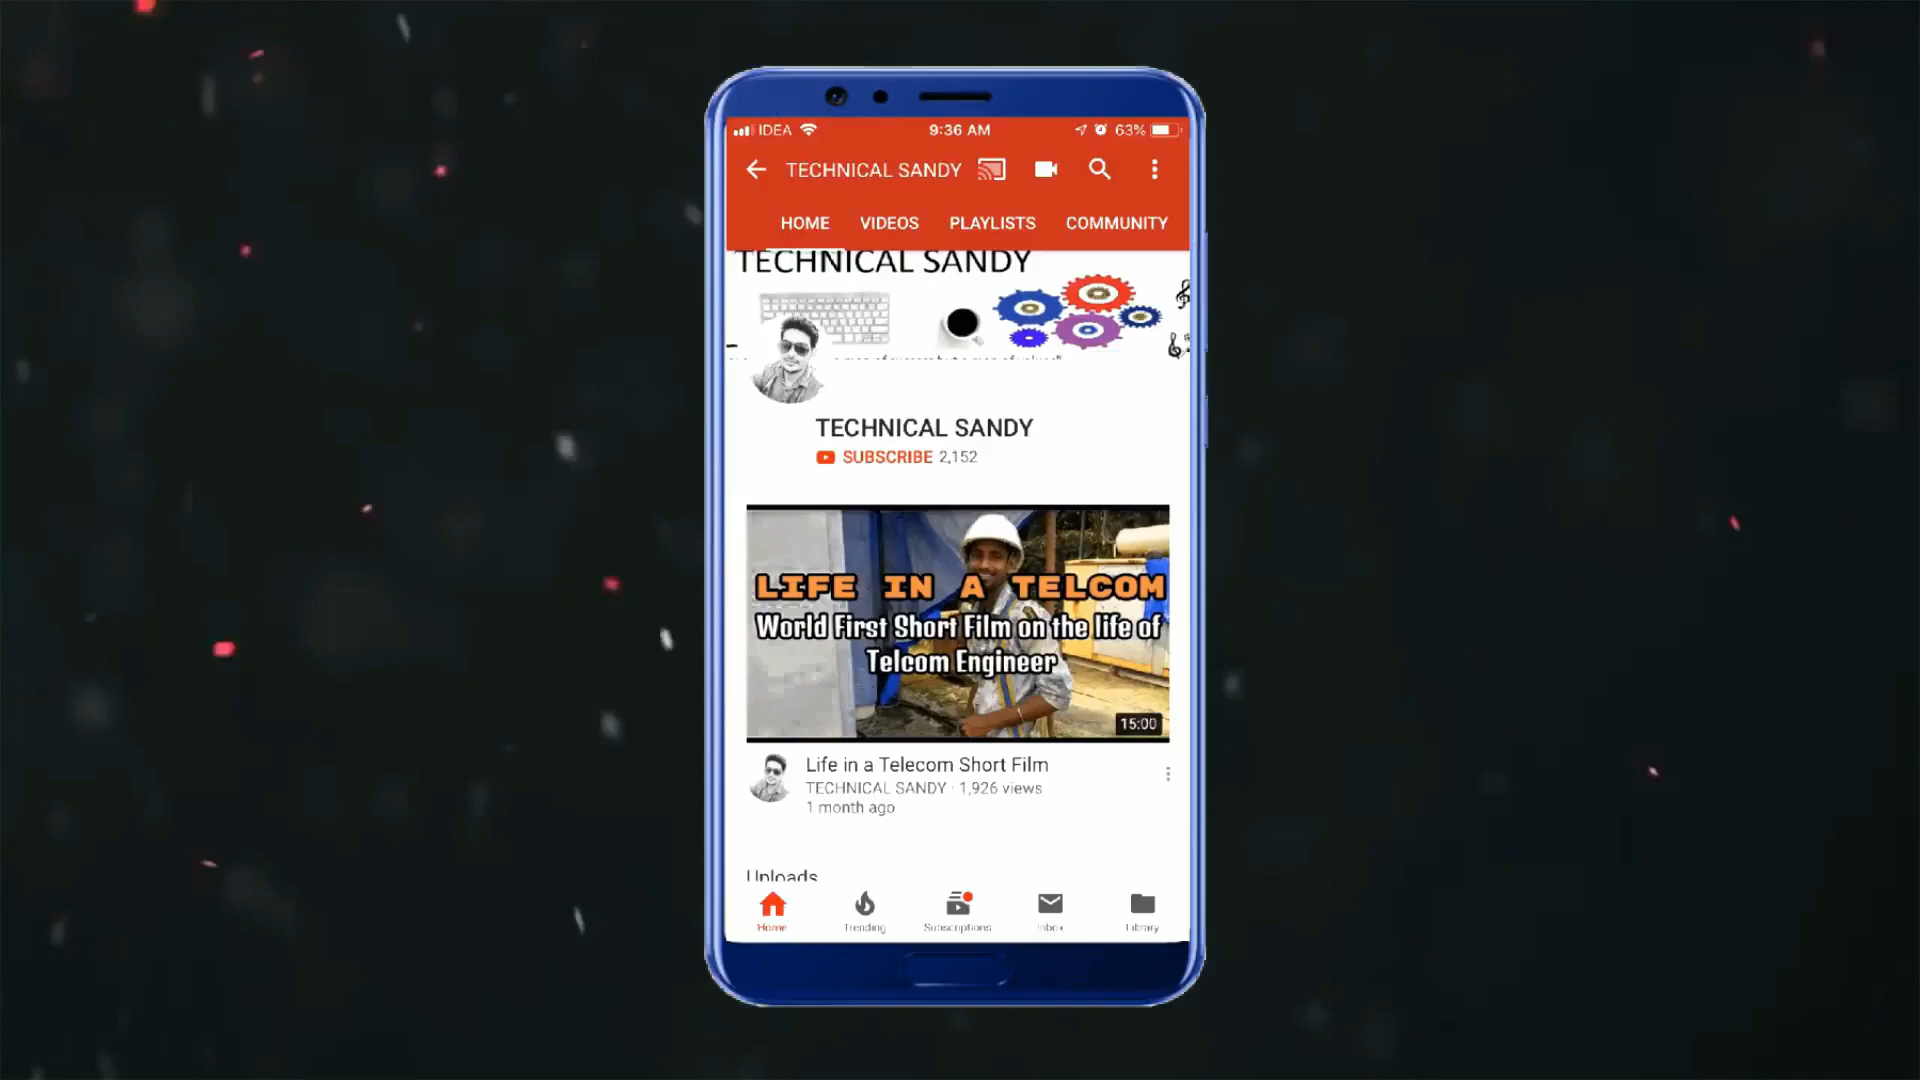 IDEA 9:36 AM 63%
TECHNICAL SANDY
HOME VIDEOS PLAYLISTS COMMUNITY
TECHNICAL SANDY
TECHNICAL SANDY
SUBSCRIBE 2,152
LIFE IN A TELCOM
World First Short Film on the life of
Telcom Engineer
15:00
Life in a Telecom Short Film
TECHNICAL SANDY · 1,926 views
1 month ago
Uploads
Home Trending Subscriptions Inbox Library